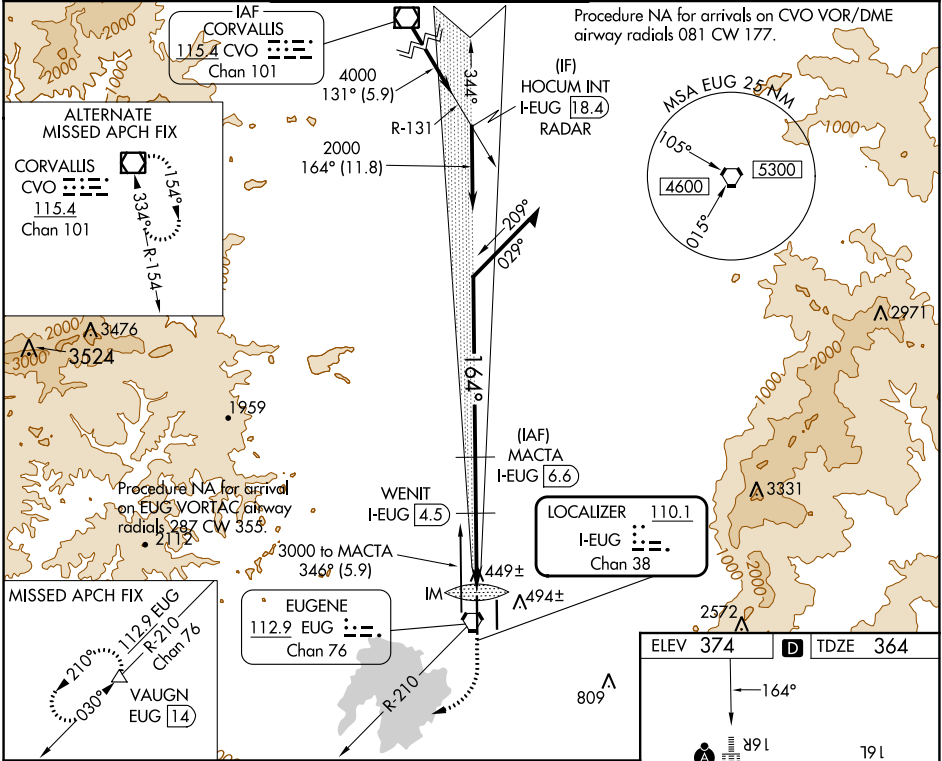 IAF
CORVALLIS
115.4 CVO
Chan 101
4000
131° (5.9)
R-131
344°
(IF)
HOCUM INT
I-EUG 18.4
RADAR
Procedure NA for arrivals on CVO VOR/DME
airway radials 081 CW 177.
2000
1000
ALTERNATE
MISSED APCH FIX
CORVALLIS
CVO
115.4
Chan 101
154°
334°
R-154
2000
164° (11.8)
209°
029°
MSA EUG 25 NM
105°
4600
5300
015°
2000
3000
3476
3524
1959
164°
2971
1000
2000
(IAF)
MACTA
I-EUG 6.6
3331
Procedure NA for arrival
on EUG VORTAC airway
radials 287 CW 355.
2112
WENIT
I-EUG 4.5
LOCALIZER 110.1
I-EUG
Chan 38
1000
2000
3000 to MACTA
346° (5.9)
449±
IM
494±
2572
MISSED APCH FIX
112.9 EUG
R-210
Chan 76
210°
030°
VAUGN
EUG 14
EUGENE
112.9 EUG
Chan 76
R-210
809
ELEV 374
D
TDZE 364
164°
A
16R
16L